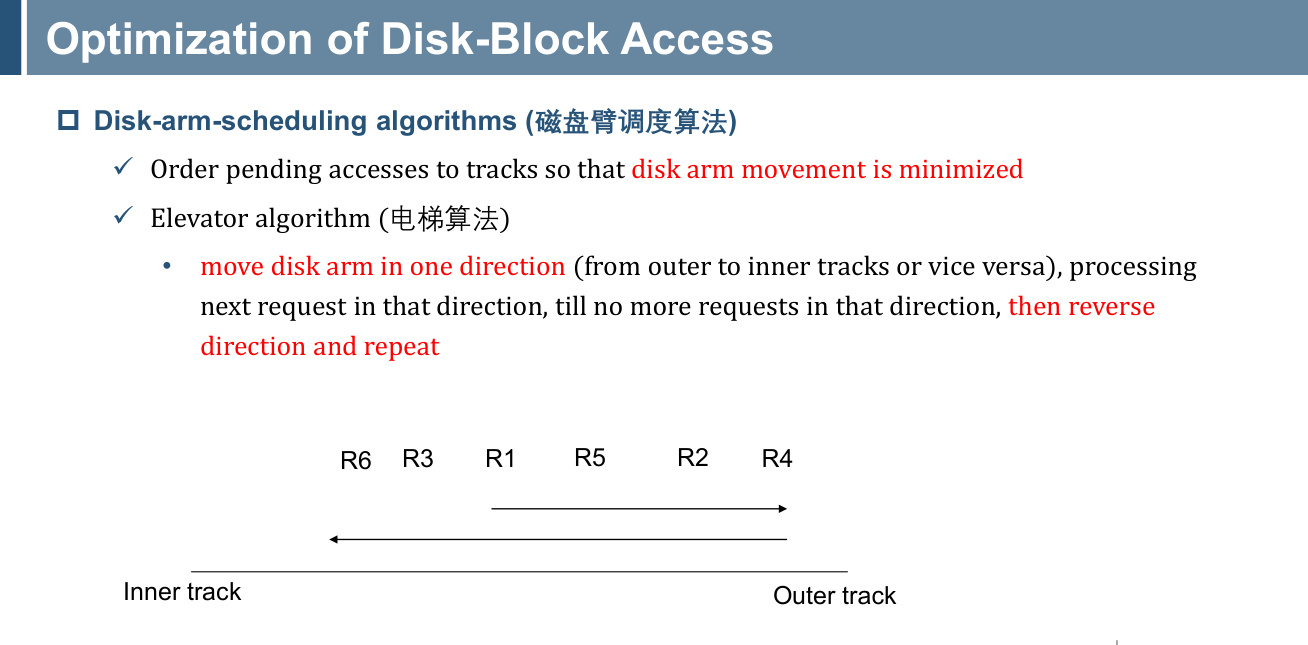 Optimization of Disk-Block Access
Disk-arm-scheduling algorithms (磁盘臂调度算法)
Order pending accesses to tracks so that disk arm movement is minimized
Elevator algorithm (电梯算法)
move disk arm in one direction (from outer to inner tracks or vice versa), processing
next request in that direction, till no more requests in that direction, then reverse
direction and repeat
R6 R3 R1 R5 R2 R4
Inner track
Outer track